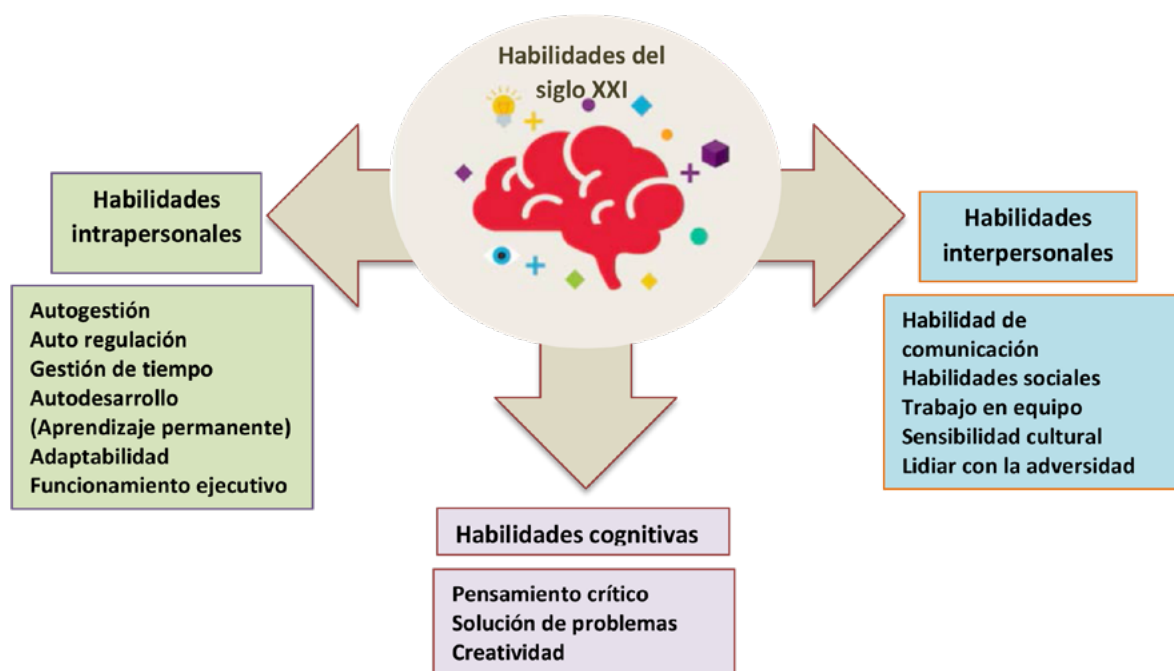 Habilidades del
siglo XXI
Habilidades
intrapersonales
Autogestión
Auto regulación
Gestión de tiempo
Autodesarrollo
(Aprendizaje permanente)
Adaptabilidad
Funcionamiento ejecutivo
Habilidades
interpersonales
Habilidad de
comunicación
Habilidades sociales
Trabajo en equipo
Sensibilidad cultural
Lidiar con la adversidad
Habilidades cognitivas
Pensamiento crítico
Solución de problemas
Creatividad